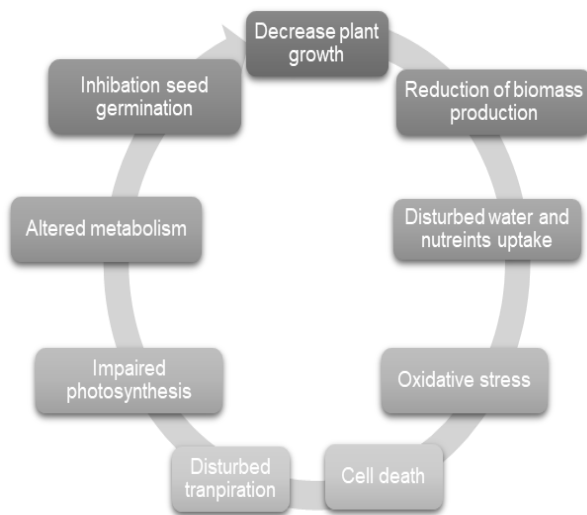 Decrease plant
growth
Reduction of biomass
production
Disturbed water and
nutreints uptake
Oxidative stress
Cell death
Disturbed
tranpiration
Impaired
photosynthesis
Altered metabolism
Inhibation seed
germination